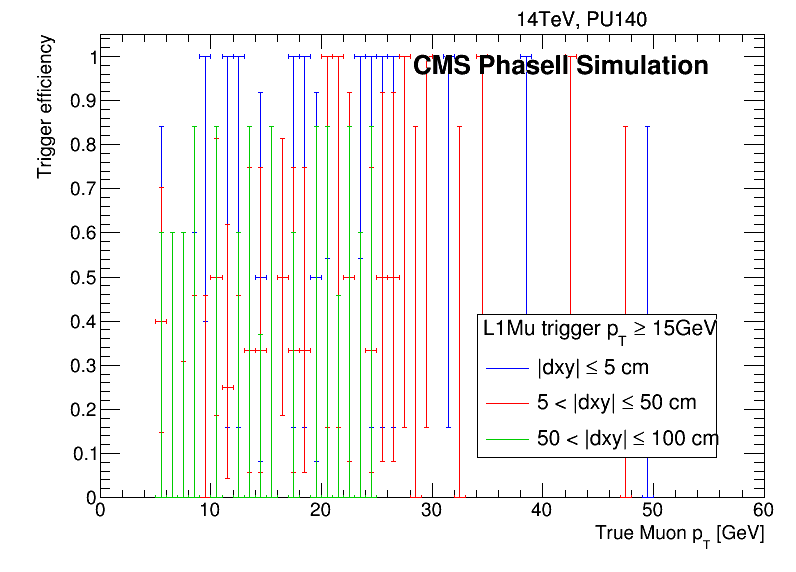 14TeV, PU140
CMS PhaseII Simulation
Trigger efficiency
1
0.9
0.8
0.7
0.6
0.5
0.4
0.3
0.2
0.1
0
L1Mu trigger p_T ≥ 15GeV
|dxy| ≤ 5 cm
5 < |dxy| ≤ 50 cm
50 < |dxy| ≤ 100 cm
0 10 20 30 40 50 60
True Muon p_T [GeV]